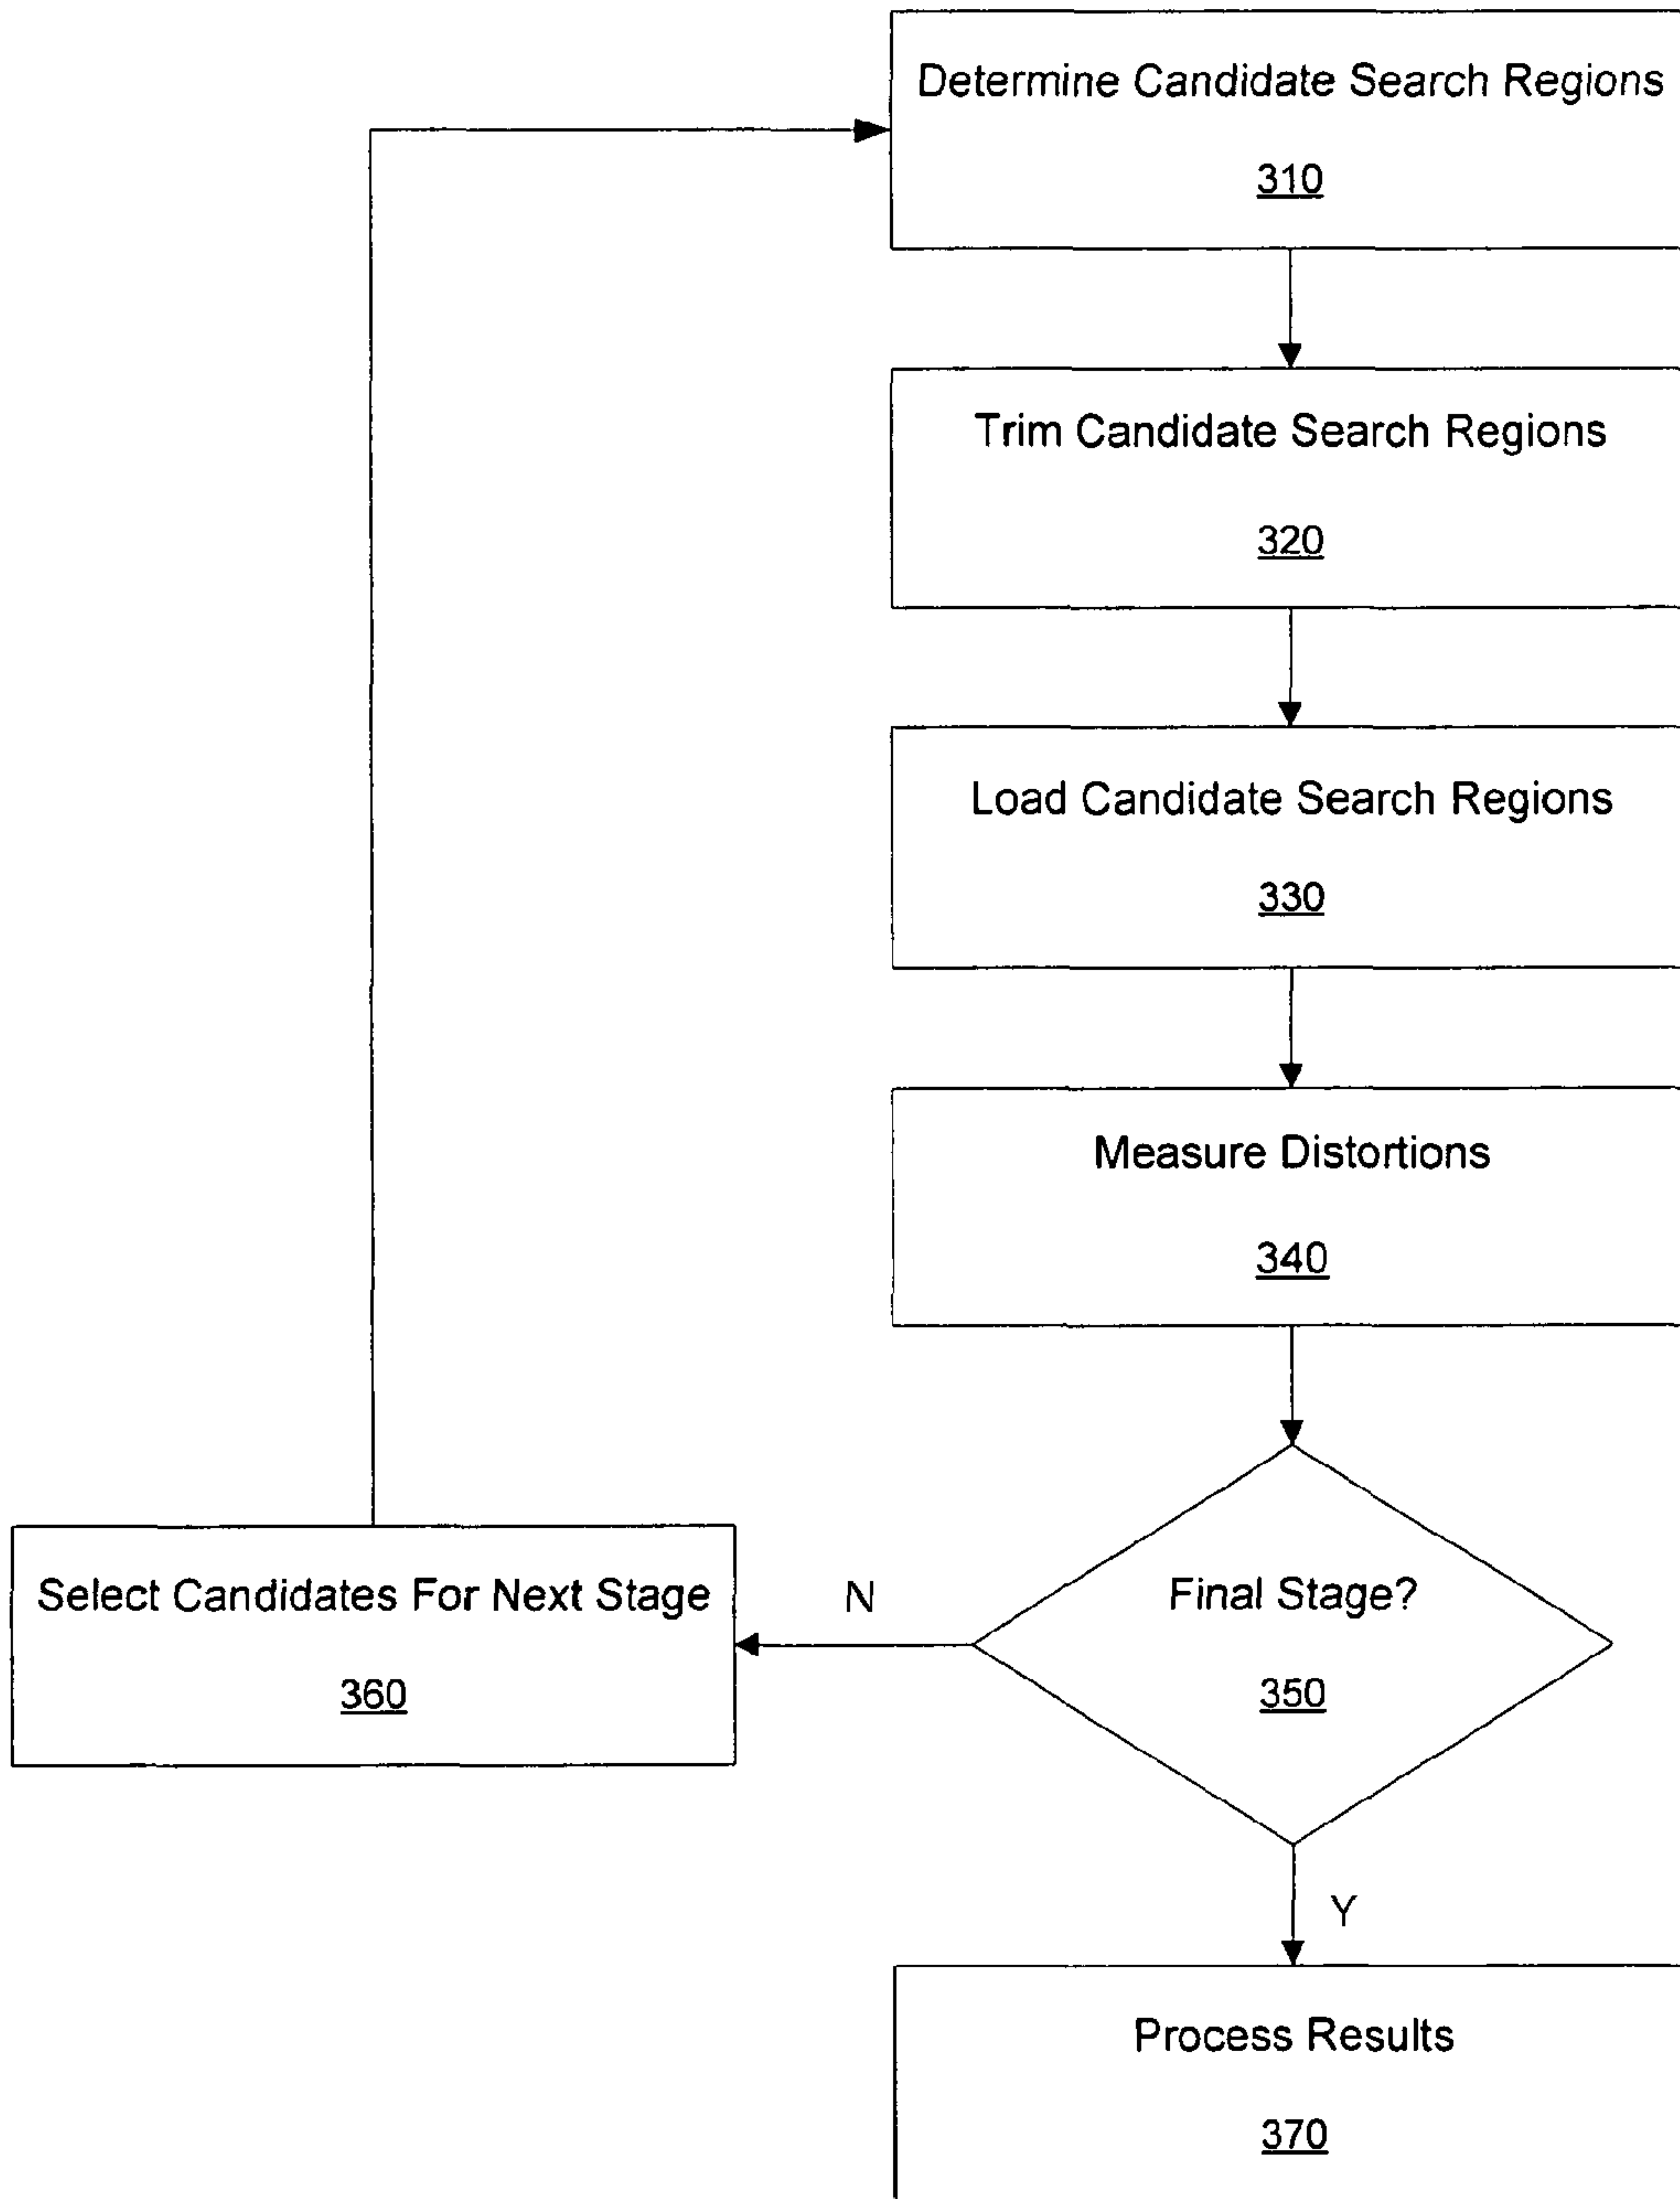 Determine Candidate Search Regions
310
Trim Candidate Search Regions
320
Load Candidate Search Regions
330
Measure Distortions
340
Final Stage?
350
N
Select Candidates For Next Stage
360
Y
Process Results
370